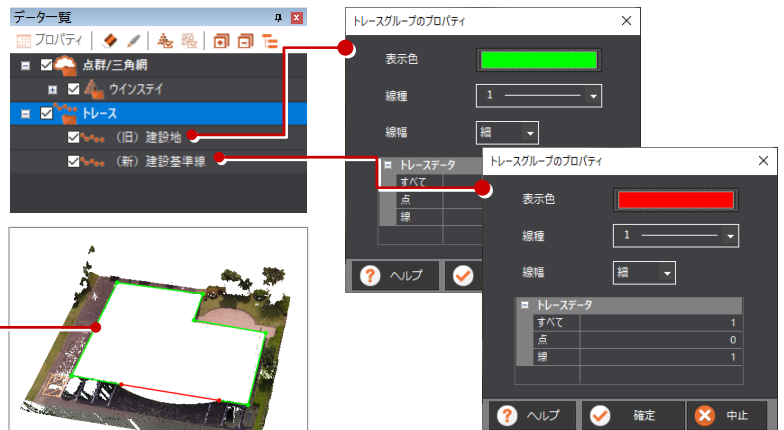 データ一覧
プロパティ
点群/三角網
ウインステイ
トレース
（旧）建設地
（新）建設基準線
トレースグループのプロパティ
表示色
線種
1
線幅
細
トレースデータ
すべて
点
線
ヘルプ
トレースグループのプロパティ
表示色
線種
1
線幅
細
トレースデータ
すべて 1
点 0
線 1
ヘルプ 確定 中止